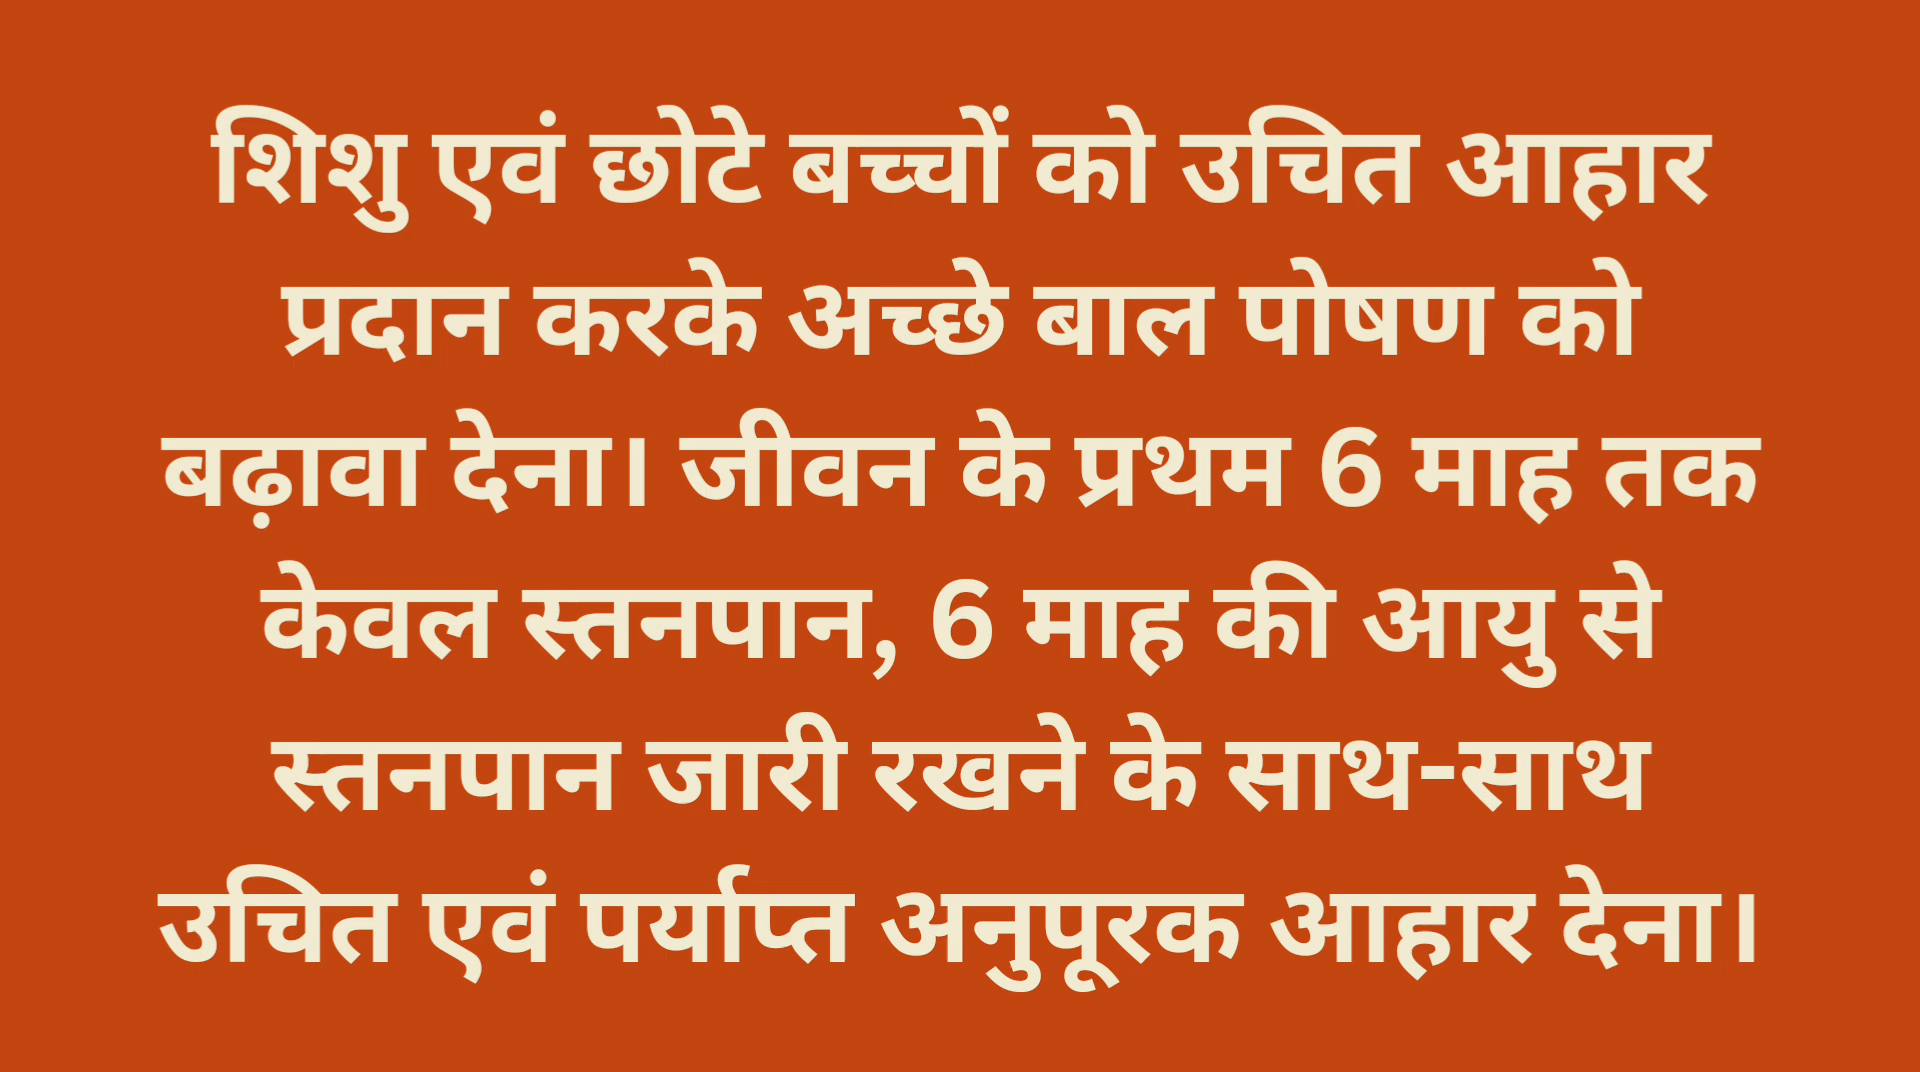 शिशु एवं छोटे बच्चों को उचित आहार
प्रदान करके अच्छे बाल पोषण को
बढ़ावा देना। जीवन के प्रथम 6 माह तक
केवल स्तनपान, 6 माह की आयु से
स्तनपान जारी रखने के साथ-साथ
उचित एवं पर्याप्त अनुपूरक आहार देना।